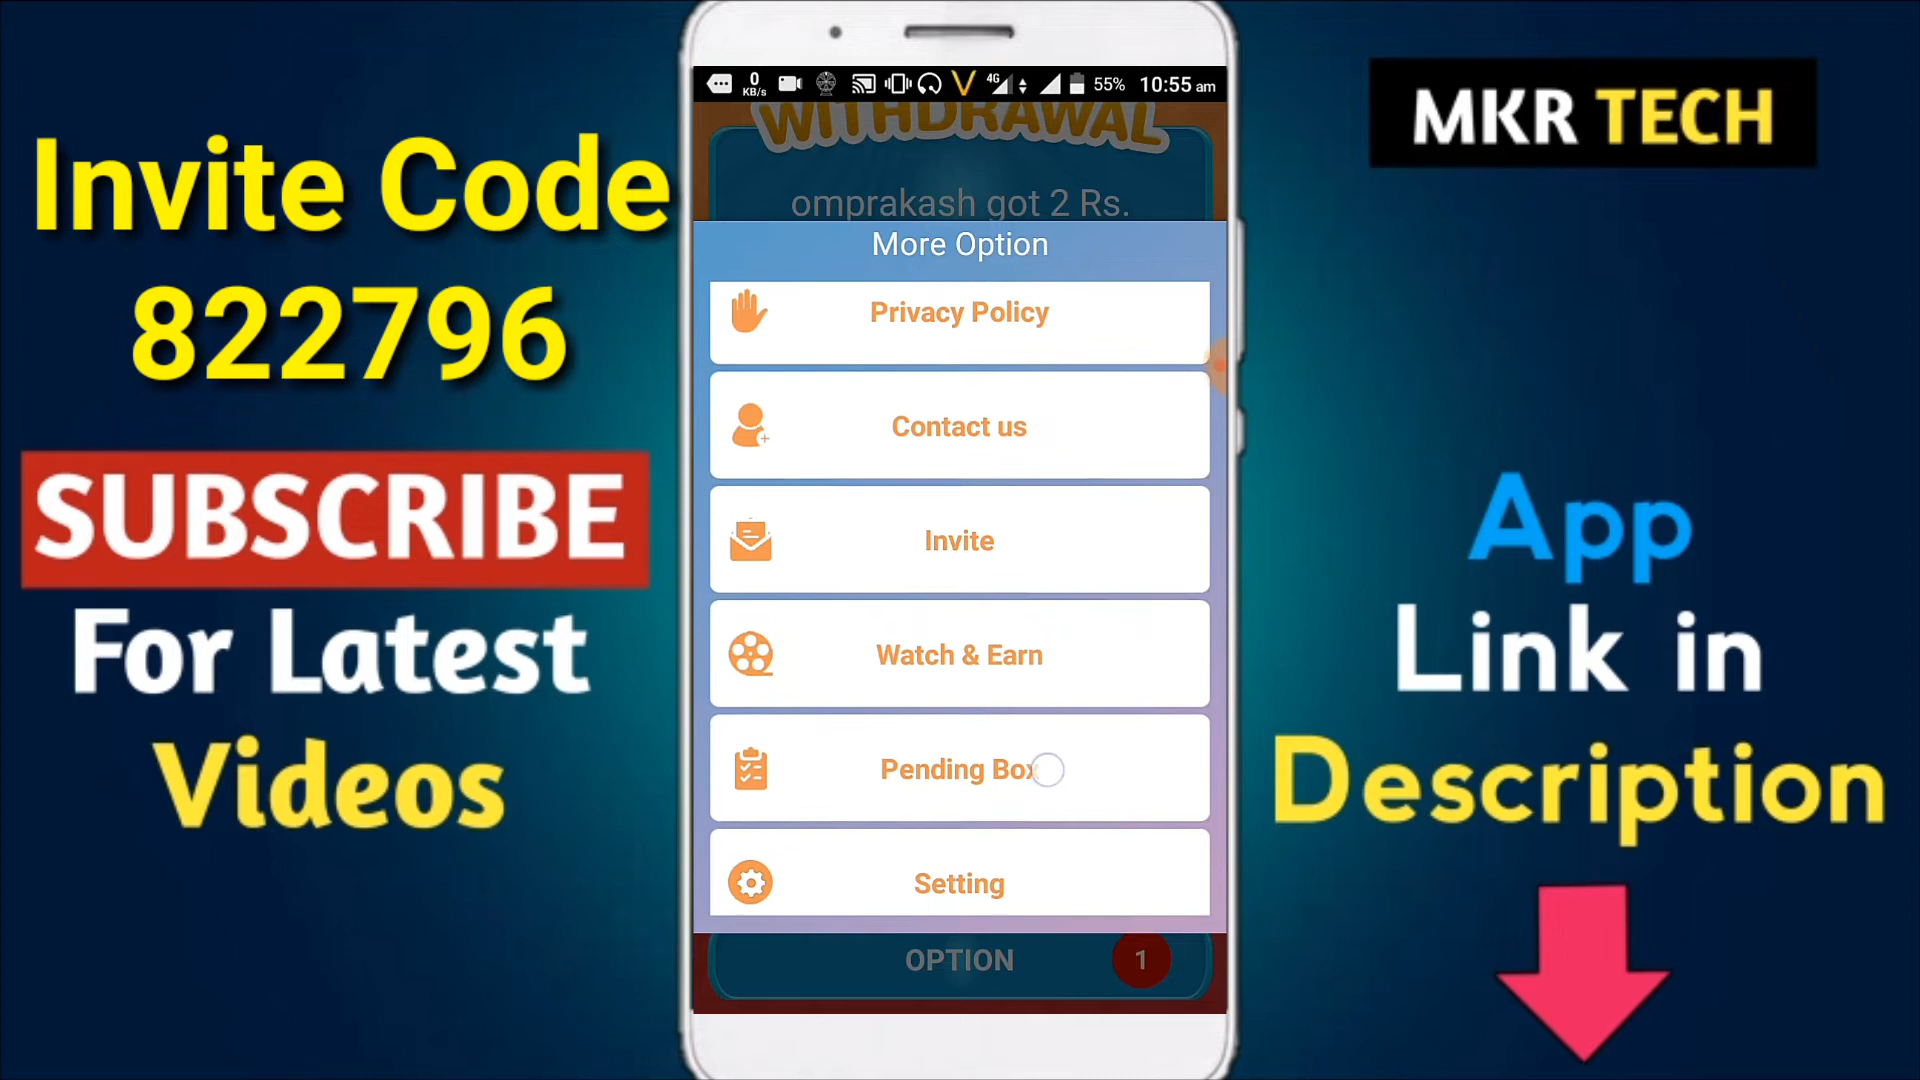 Invite Code
822796
SUBSCRIBE
For Latest
Videos
0
KB/s
4G
55%
10:55 am
WITHDRAWAL
omprakash got 2 Rs.
More Option
Privacy Policy
Contact us
Invite
Watch & Earn
Pending Box
Setting
OPTION
1
MKR TECH
App
Link in
Description